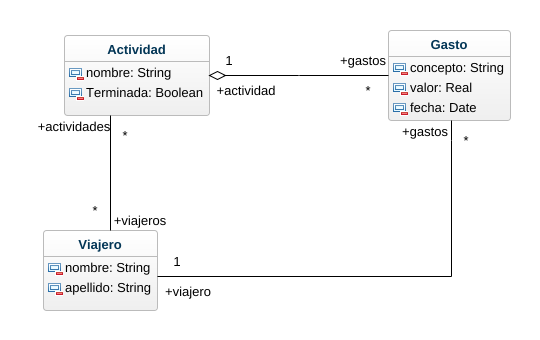 Actividad
nombre: String
Terminada: Boolean
1
+actividad
+gastos
*
Gasto
concepto: String
valor: Real
fecha: Date
+actividades
*
+gastos
*
*
+viajeros
Viajero
nombre: String
apellido: String
1
+viajero